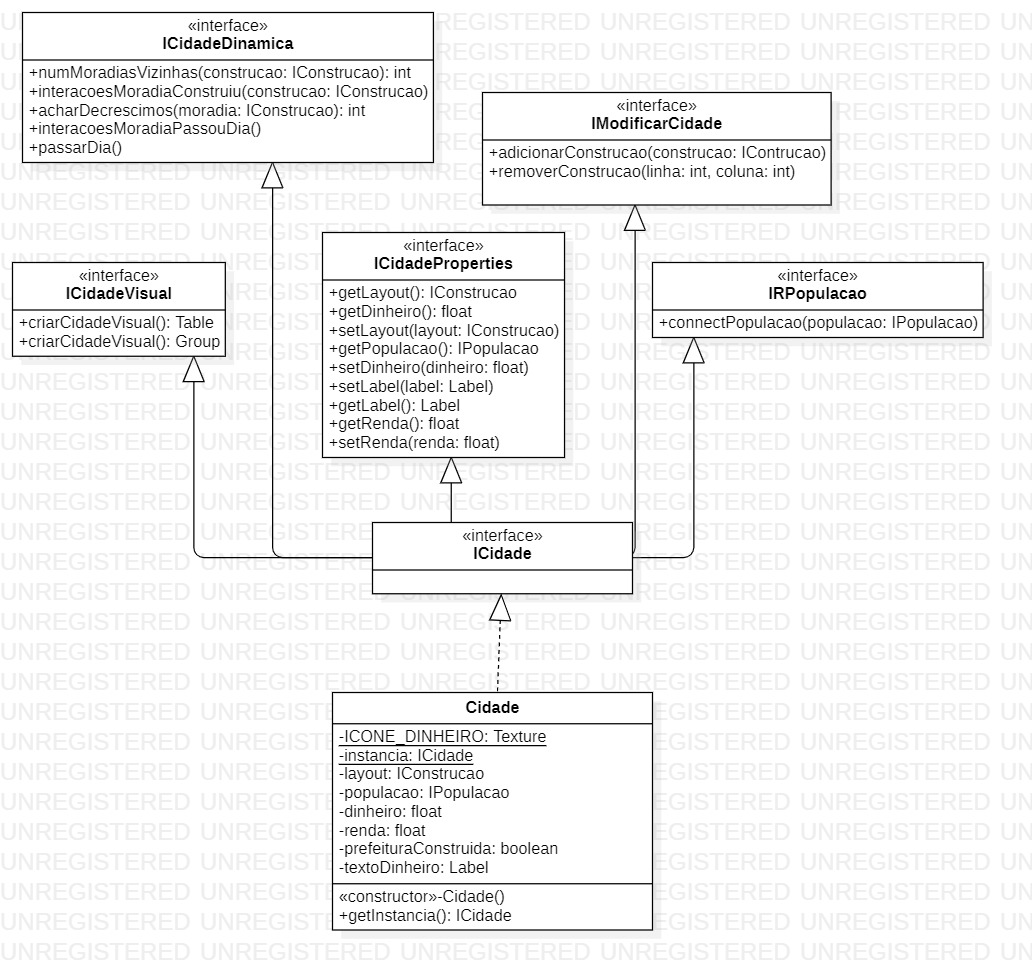 «interface»
ICidadeDinamica
+numMoradiasVizinhas(construcao: IConstrucao): int
+interacoesMoradiaConstruiu(construcao: IConstrucao)
+acharDecrescimos(moradia: IConstrucao): int
+interacoesMoradiaPassouDia()
+passarDia()
«interface»
IModificarCidade
+adicionarConstrucao(construcao: IContrucao)
+removerConstrucao(linha: int, coluna: int)
«interface»
ICidadeVisual
+criarCidadeVisual(): Table
+criarCidadeVisual(): Group
«interface»
ICidadeProperties
+getLayout(): IConstrucao
+getDinheiro(): float
+setLayout(layout: IConstrucao)
+getPopulacao(): IPopulacao
+setDinheiro(dinheiro: float)
+setLabel(label: Label)
+getLabel(): Label
+getRenda(): float
+setRenda(renda: float)
«interface»
IRPopulacao
+connectPopulacao(populacao: IPopulacao)
«interface»
ICidade
Cidade
-ICONE_DINHEIRO: Texture
-instancia: ICidade
-layout: IConstrucao
-populacao: IPopulacao
-dinheiro: float
-renda: float
-prefeituraConstruida: boolean
-textoDinheiro: Label
«constructor»-Cidade()
+getInstancia(): ICidade
UNREGISTERED